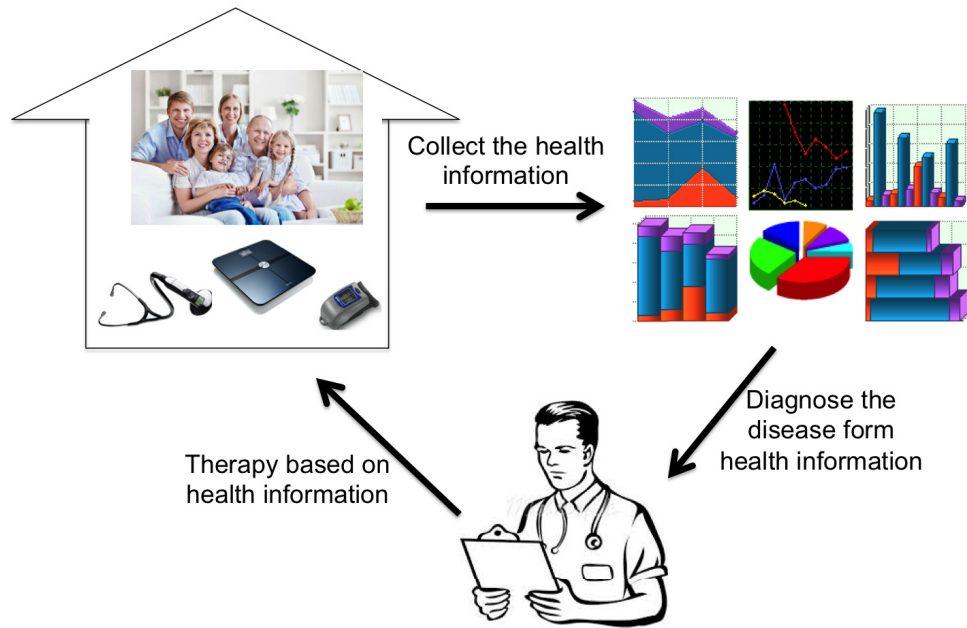 Collect the health
information
Diagnose the
disease form
health information
Therapy based on
health information